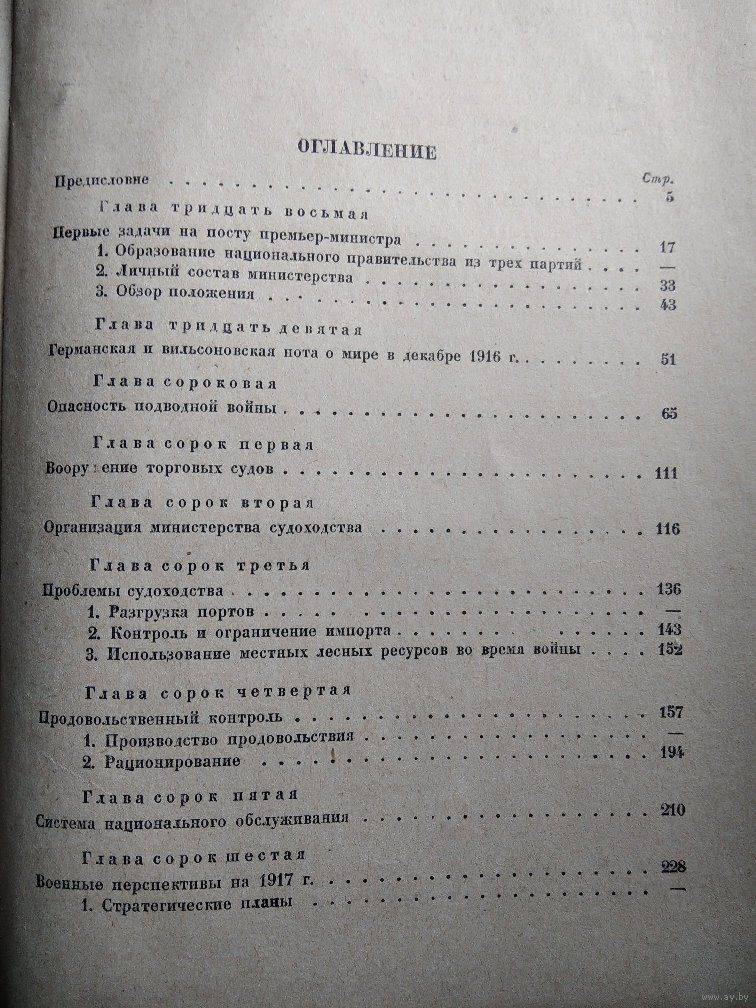 ОГЛАВЛЕНИЕ
Стр.
Предисловие . . . . . . . . . . . . . . . . . . . . 5
Глава тридцать восьмая
Первые задачи на посту премьер-министра . . . . . . . . . . 17
1. Образование национального правительства из трех партий . . . . —
2. Личный состав министерства . . . . . . . . . . . . . 33
3. Обзор положения . . . . . . . . . . . . . . . . . 43
Глава тридцать девятая
Германская и вильсоновская нота о мире в декабре 1916 г. . . . . . . . 51
Глава сороковая
Опасность подводной войны . . . . . . . . . . . . . . . . 65
Глава сорок первая
Воору:ение торговых судов . . . . . . . . . . . . . . . . 111
Глава сорок вторая
Организация министерства судоходства . . . . . . . . . . . . 116
Глава сорок третья
Проблемы судоходства . . . . . . . . . . . . . . . . . . 136
1. Разгрузка портов . . . . . . . . . . . . . . . . . —
2. Контроль и ограничение импорта . . . . . . . . . . . 143
3. Использование местных лесных ресурсов во время войны . . . . 152
Глава сорок четвертая
Продовольственный контроль . . . . . . . . . . . . . . . . 157
1. Производство продовольствия . . . . . . . . . . . . . —
2. Рационирование . . . . . . . . . . . . . . . . . . 194
Глава сорок пятая
Система национального обслуживания . . . . . . . . . . . . . 210
Глава сорок шестая
Военные перспективы на 1917 г. . . . . . . . . . . . . . . . 228
1. Стратегические планы . . . . . . . . . . . . . . . —
www.ay.by